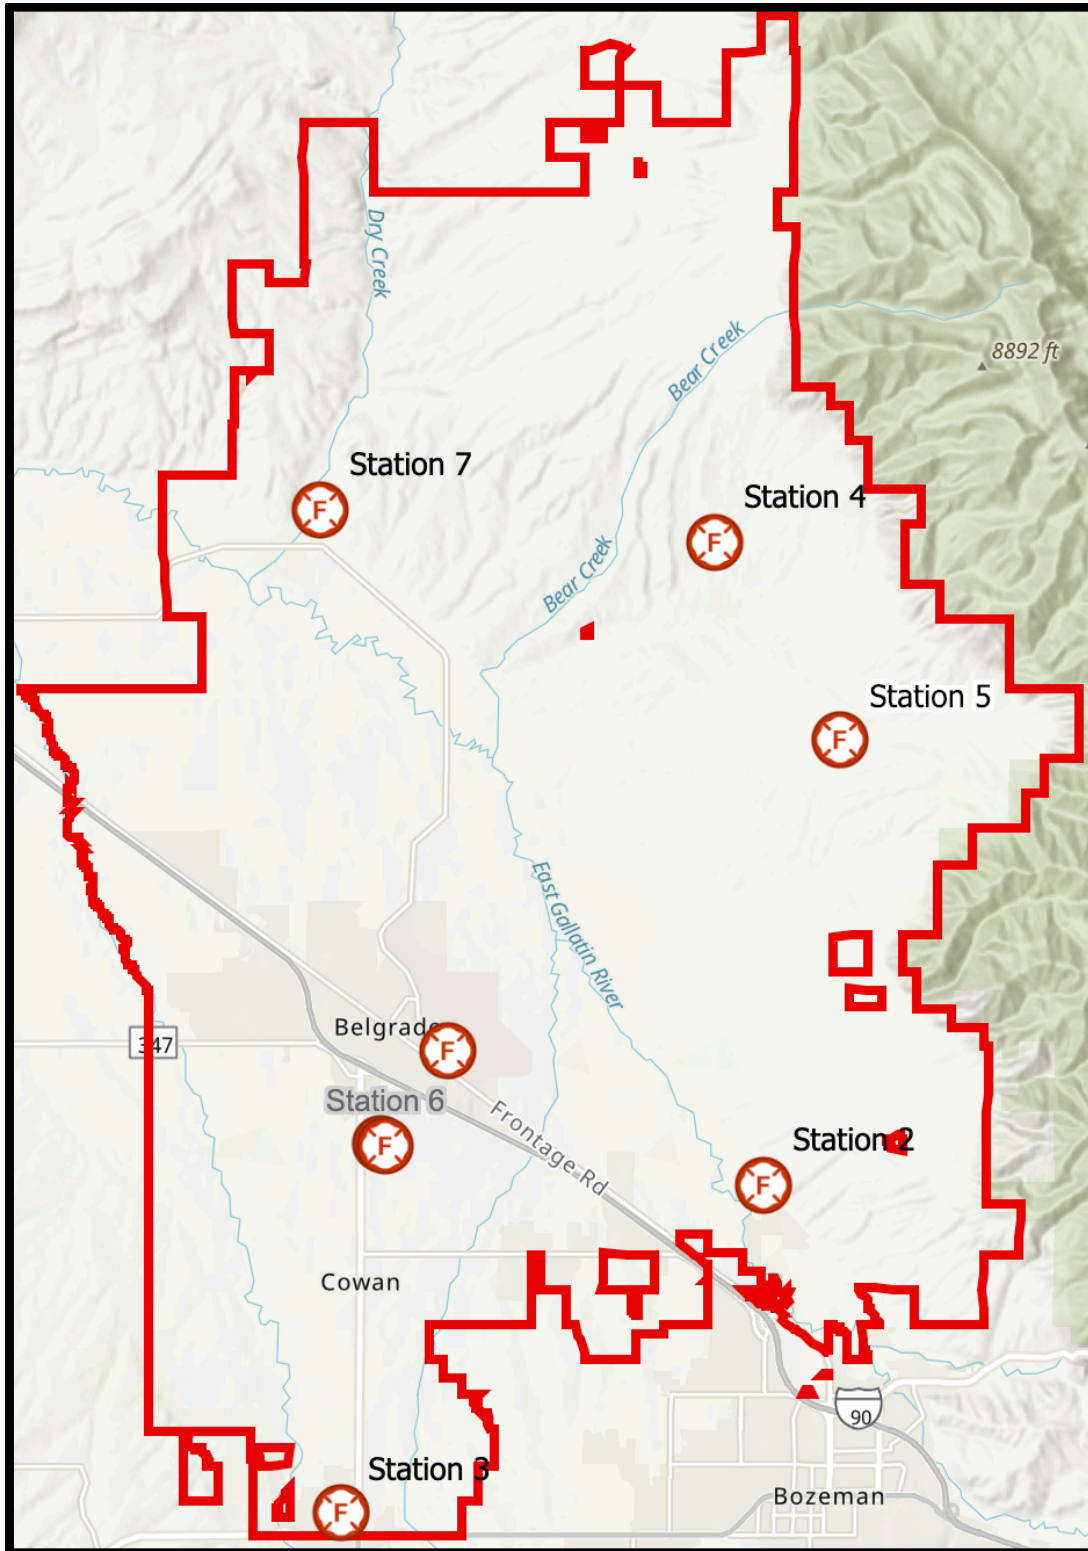 Dry Creek
Bear Creek
8892 ft
Station 7
F
Station 4
F
Bear Creek
Station 5
F
East Gallatin River
Belgrade
F
347
Station 6
F
Frontage Rd
Station 2
F
Cowan
90
Station 3
F
Bozeman